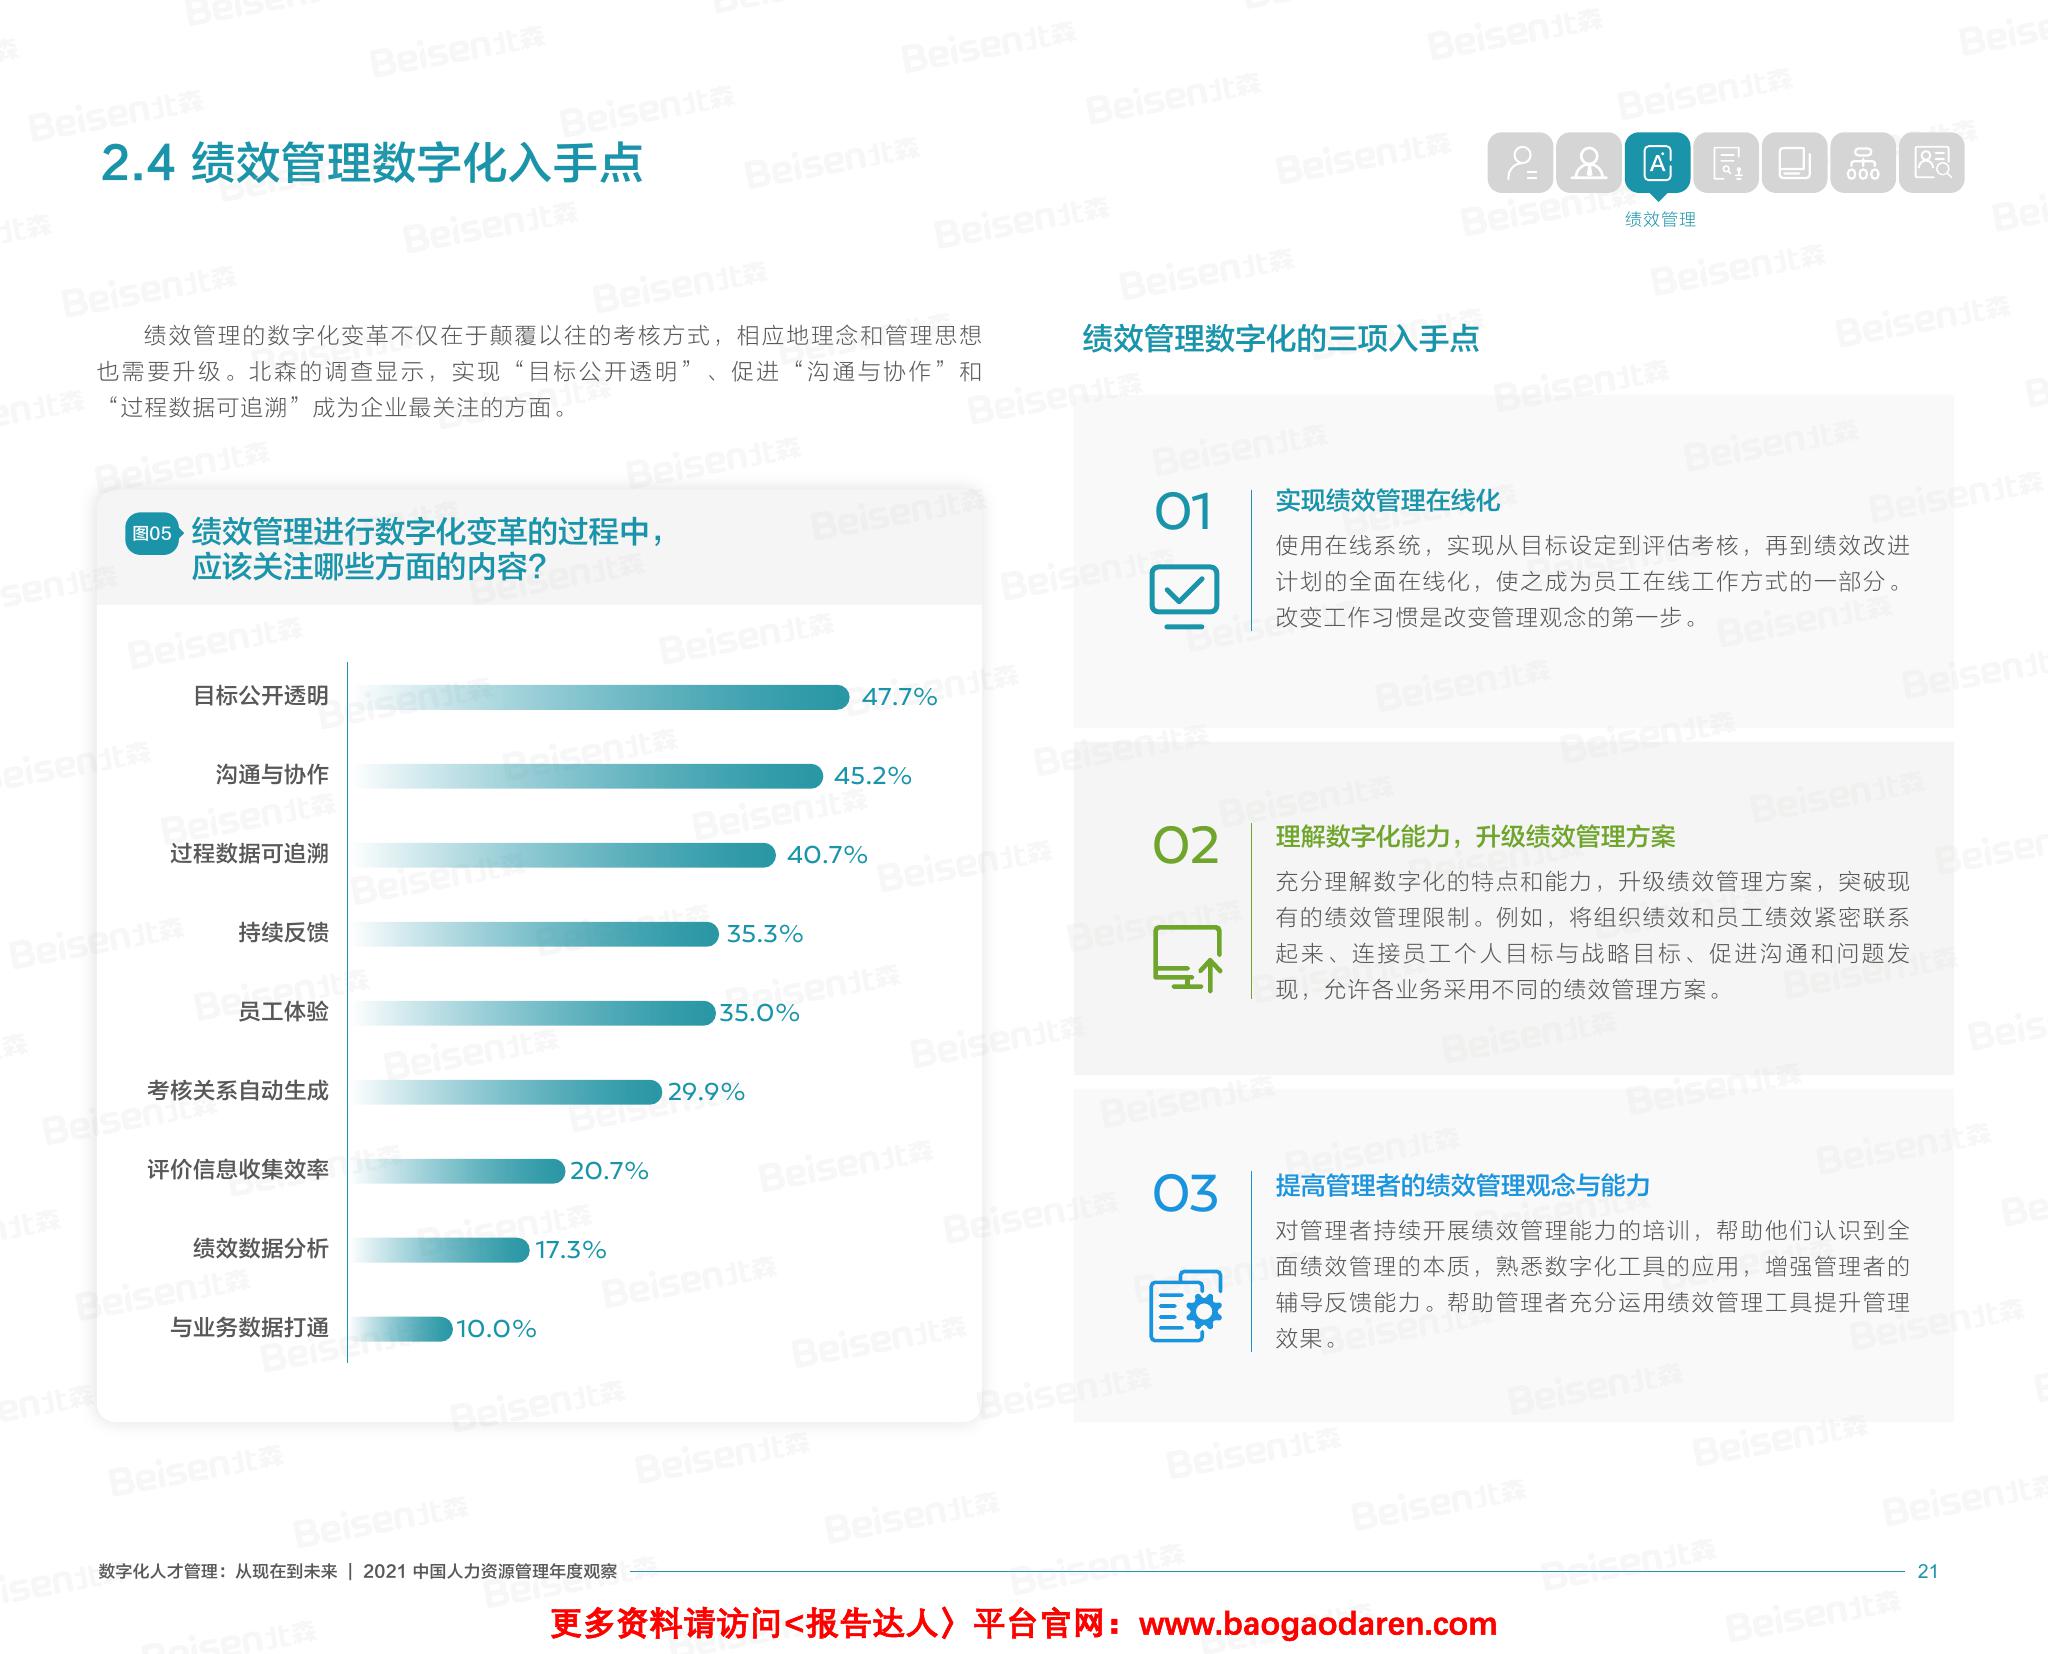 2.4 绩效管理数字化入手点
绩效管理
绩效管理的数字化变革不仅在于颠覆以往的考核方式，相应地理念和管理思想
也需要升级。北森的调查显示，实现“目标公开透明”、促进“沟通与协作”和
“过程数据可追溯”成为企业最关注的方面。
图05
绩效管理进行数字化变革的过程中，
应该关注哪些方面的内容？
目标公开透明 47.7%
沟通与协作 45.2%
过程数据可追溯 40.7%
持续反馈 35.3%
员工体验 35.0%
考核关系自动生成 29.9%
评价信息收集效率 20.7%
绩效数据分析 17.3%
与业务数据打通 10.0%
绩效管理数字化的三项入手点
01
实现绩效管理在线化
使用在线系统，实现从目标设定到评估考核，再到绩效改进
计划的全面在线化，使之成为员工在线工作方式的一部分。
改变工作习惯是改变管理观念的第一步。
02
理解数字化能力，升级绩效管理方案
充分理解数字化的特点和能力，升级绩效管理方案，突破现
有的绩效管理限制。例如，将组织绩效和员工绩效紧密联系
起来、连接员工个人目标与战略目标、促进沟通和问题发
现，允许各业务采用不同的绩效管理方案。
03
提高管理者的绩效管理观念与能力
对管理者持续开展绩效管理能力的培训，帮助他们认识到全
面绩效管理的本质，熟悉数字化工具的应用，增强管理者的
辅导反馈能力。帮助管理者充分运用绩效管理工具提升管理
效果。
数字化人才管理：从现在到未来 | 2021 中国人力资源管理年度观察
21
更多资料请访问<报告达人〉平台官网：www.baogaodaren.com
Beisen北森